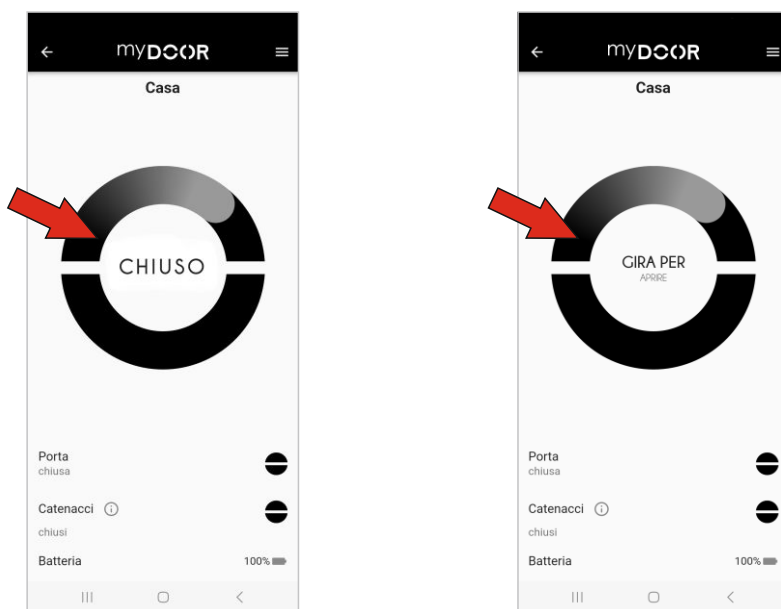 myDOOR
Casa
CHIUSO
Porta
chiusa
Catenacci
chiusi
Batteria
100%
myDOOR
Casa
GIRA PER
APRIRE
Porta
chiusa
Catenacci
chiusi
Batteria
100%